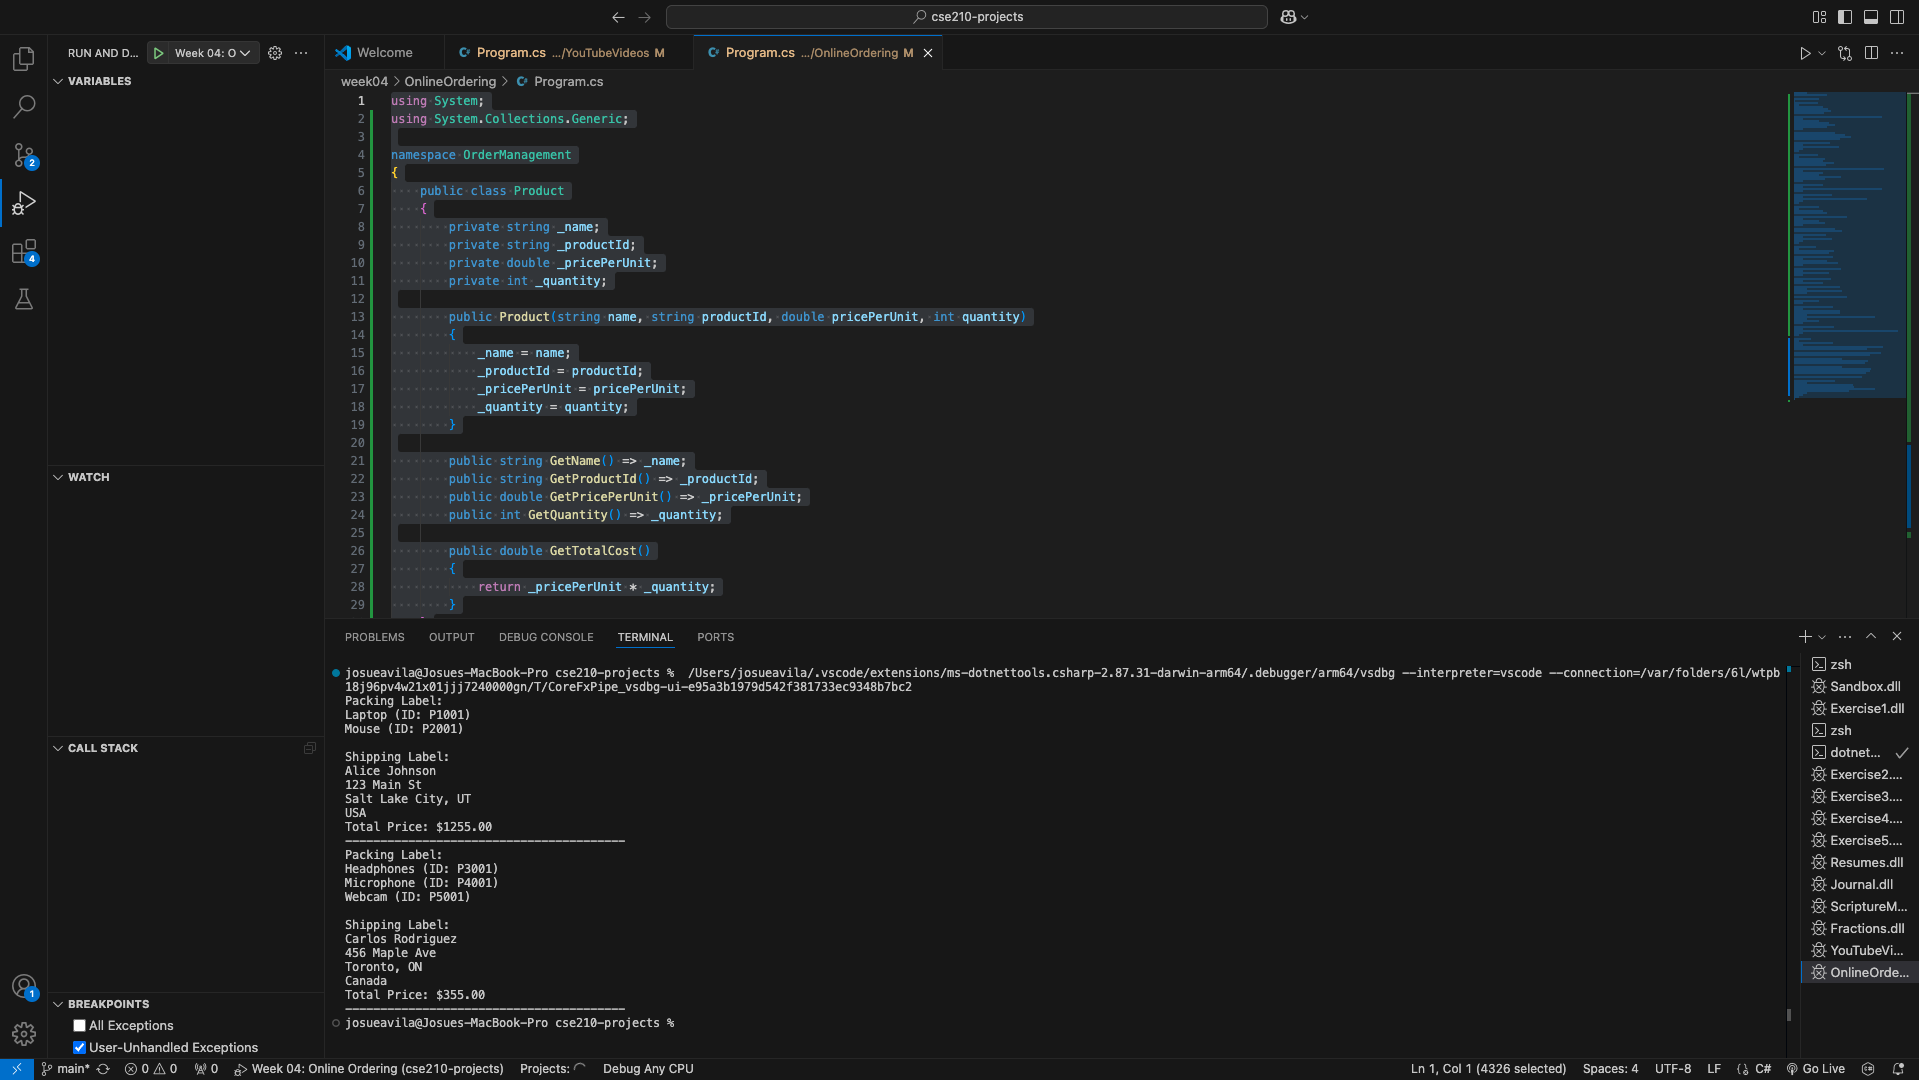 cse210-projects
RUN AND D... Week 04: O
Welcome
Program.cs .../YouTubeVideos M
Program.cs .../OnlineOrdering M
week04 > OnlineOrdering > Program.cs
VARIABLES
WATCH
CALL STACK
BREAKPOINTS
All Exceptions
User-Unhandled Exceptions
2
4
1
1 using System;
2 using System.Collections.Generic;
3
4 namespace OrderManagement
5 {
6 public class Product
7 {
8 private string _name;
9 private string _productId;
10 private double _pricePerUnit;
11 private int _quantity;
12
13 public Product(string name, string productId, double pricePerUnit, int quantity)
14 {
15 _name = name;
16 _productId = productId;
17 _pricePerUnit = pricePerUnit;
18 _quantity = quantity;
19 }
20
21 public string GetName() => _name;
22 public string GetProductId() => _productId;
23 public double GetPricePerUnit() => _pricePerUnit;
24 public int GetQuantity() => _quantity;
25
26 public double GetTotalCost()
27 {
28 return _pricePerUnit * _quantity;
29 }
PROBLEMS OUTPUT DEBUG CONSOLE TERMINAL PORTS
josueavila@Josues-MacBook-Pro cse210-projects % /Users/josueavila/.vscode/extensions/ms-dotnettools.csharp-2.87.31-darwin-arm64/.debugger/arm64/vsdbg --interpreter=vscode --connection=/var/folders/6l/wtpb
18j96pv4w21x01jjj7240000gn/T/CoreFxPipe_vsdbg-ui-e95a3b1979d542f381733ec9348b7bc2
Packing Label:
Laptop (ID: P1001)
Mouse (ID: P2001)
Shipping Label:
Alice Johnson
123 Main St
Salt Lake City, UT
USA
Total Price: $1255.00
----------------------------------------
Packing Label:
Headphones (ID: P3001)
Microphone (ID: P4001)
Webcam (ID: P5001)
Shipping Label:
Carlos Rodriguez
456 Maple Ave
Toronto, ON
Canada
Total Price: $355.00
----------------------------------------
josueavila@Josues-MacBook-Pro cse210-projects %
zsh
Sandbox.dll
Exercise1.dll
zsh
dotnet...
Exercise2....
Exercise3....
Exercise4....
Exercise5....
Resumes.dll
Journal.dll
ScriptureM...
Fractions.dll
YouTubeVi...
OnlineOrde...
main* 0 0 0 Week 04: Online Ordering (cse210-projects) Projects: Debug Any CPU Ln 1, Col 1 (4326 selected) Spaces: 4 UTF-8 LF {} C# Go Live